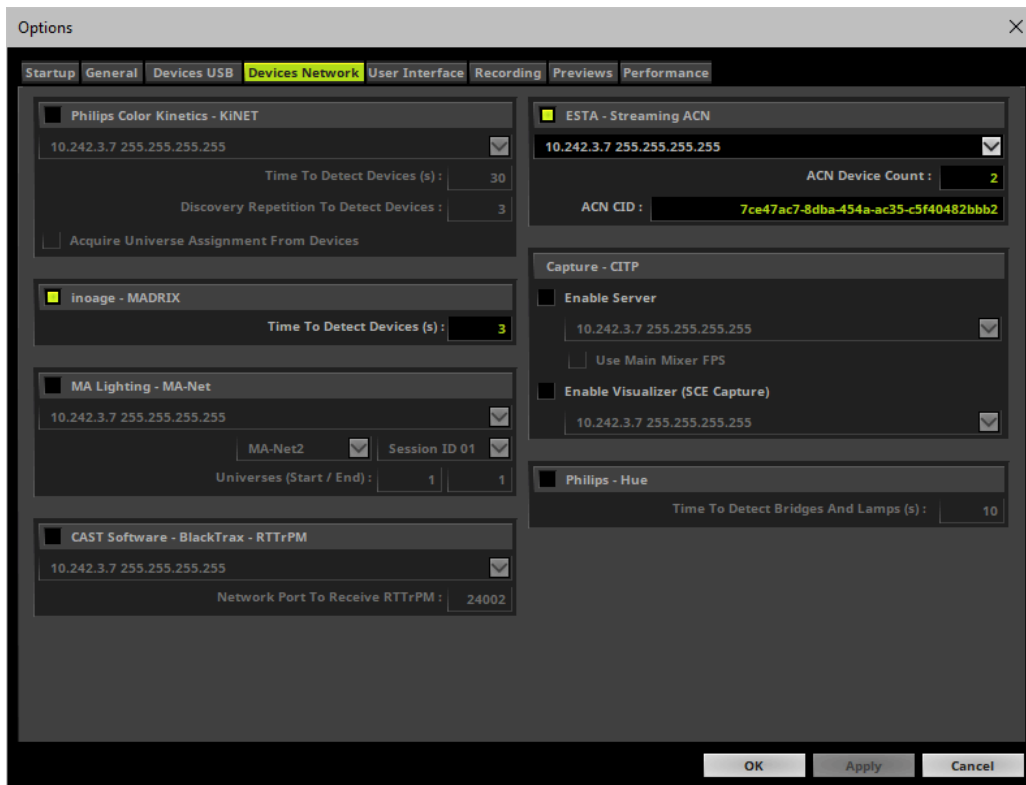 Options
Startup General Devices USB Devices Network User Interface Recording Previews Performance
Philips Color Kinetics - KiNET
10.242.3.7 255.255.255.255
Time To Detect Devices (s) : 30
Discovery Repetition To Detect Devices : 3
Acquire Universe Assignment From Devices
inoage - MADRIX
Time To Detect Devices (s) : 3
MA Lighting - MA-Net
10.242.3.7 255.255.255.255
MA-Net2 Session ID 01
Universes (Start / End) : 1 1
CAST Software - BlackTrax - RTTrPM
10.242.3.7 255.255.255.255
Network Port To Receive RTTrPM : 24002
ESTA - Streaming ACN
10.242.3.7 255.255.255.255
ACN Device Count : 2
ACN CID : 7ce47ac7-8dba-454a-ac35-c5f40482bbb2
Capture - CITP
Enable Server
10.242.3.7 255.255.255.255
Use Main Mixer FPS
Enable Visualizer (SCE Capture)
10.242.3.7 255.255.255.255
Philips - Hue
Time To Detect Bridges And Lamps (s) : 10
OK Apply Cancel